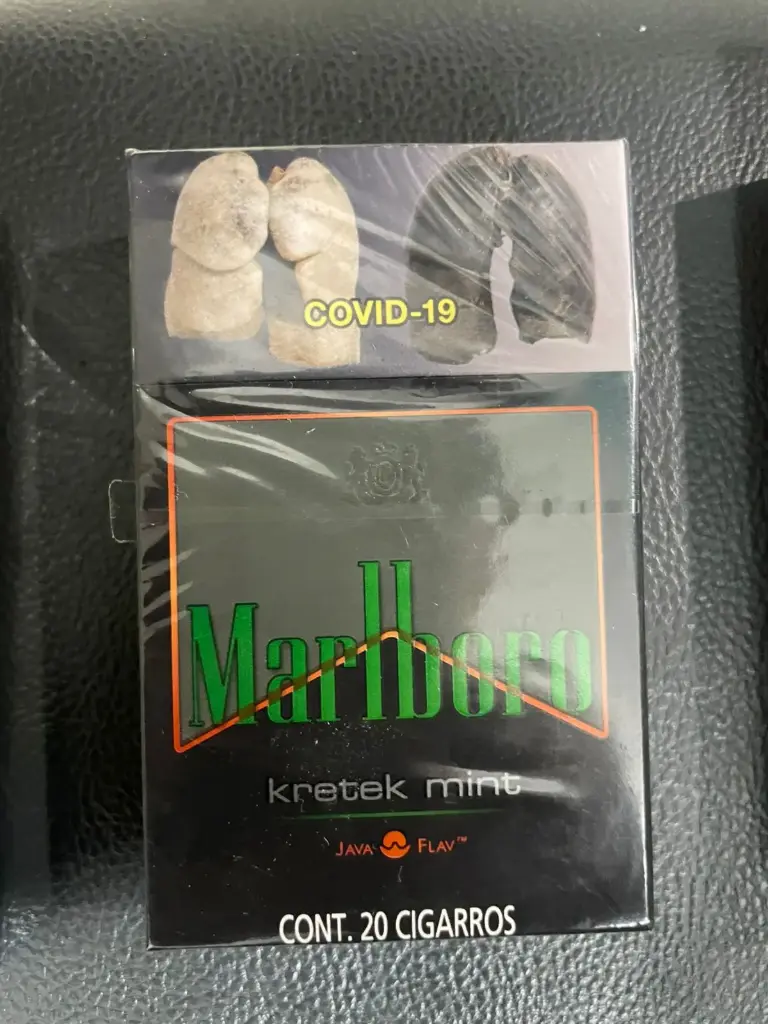 COVID-19
Marlboro
kretek mint
JAVA FLAV™
CONT. 20 CIGARROS